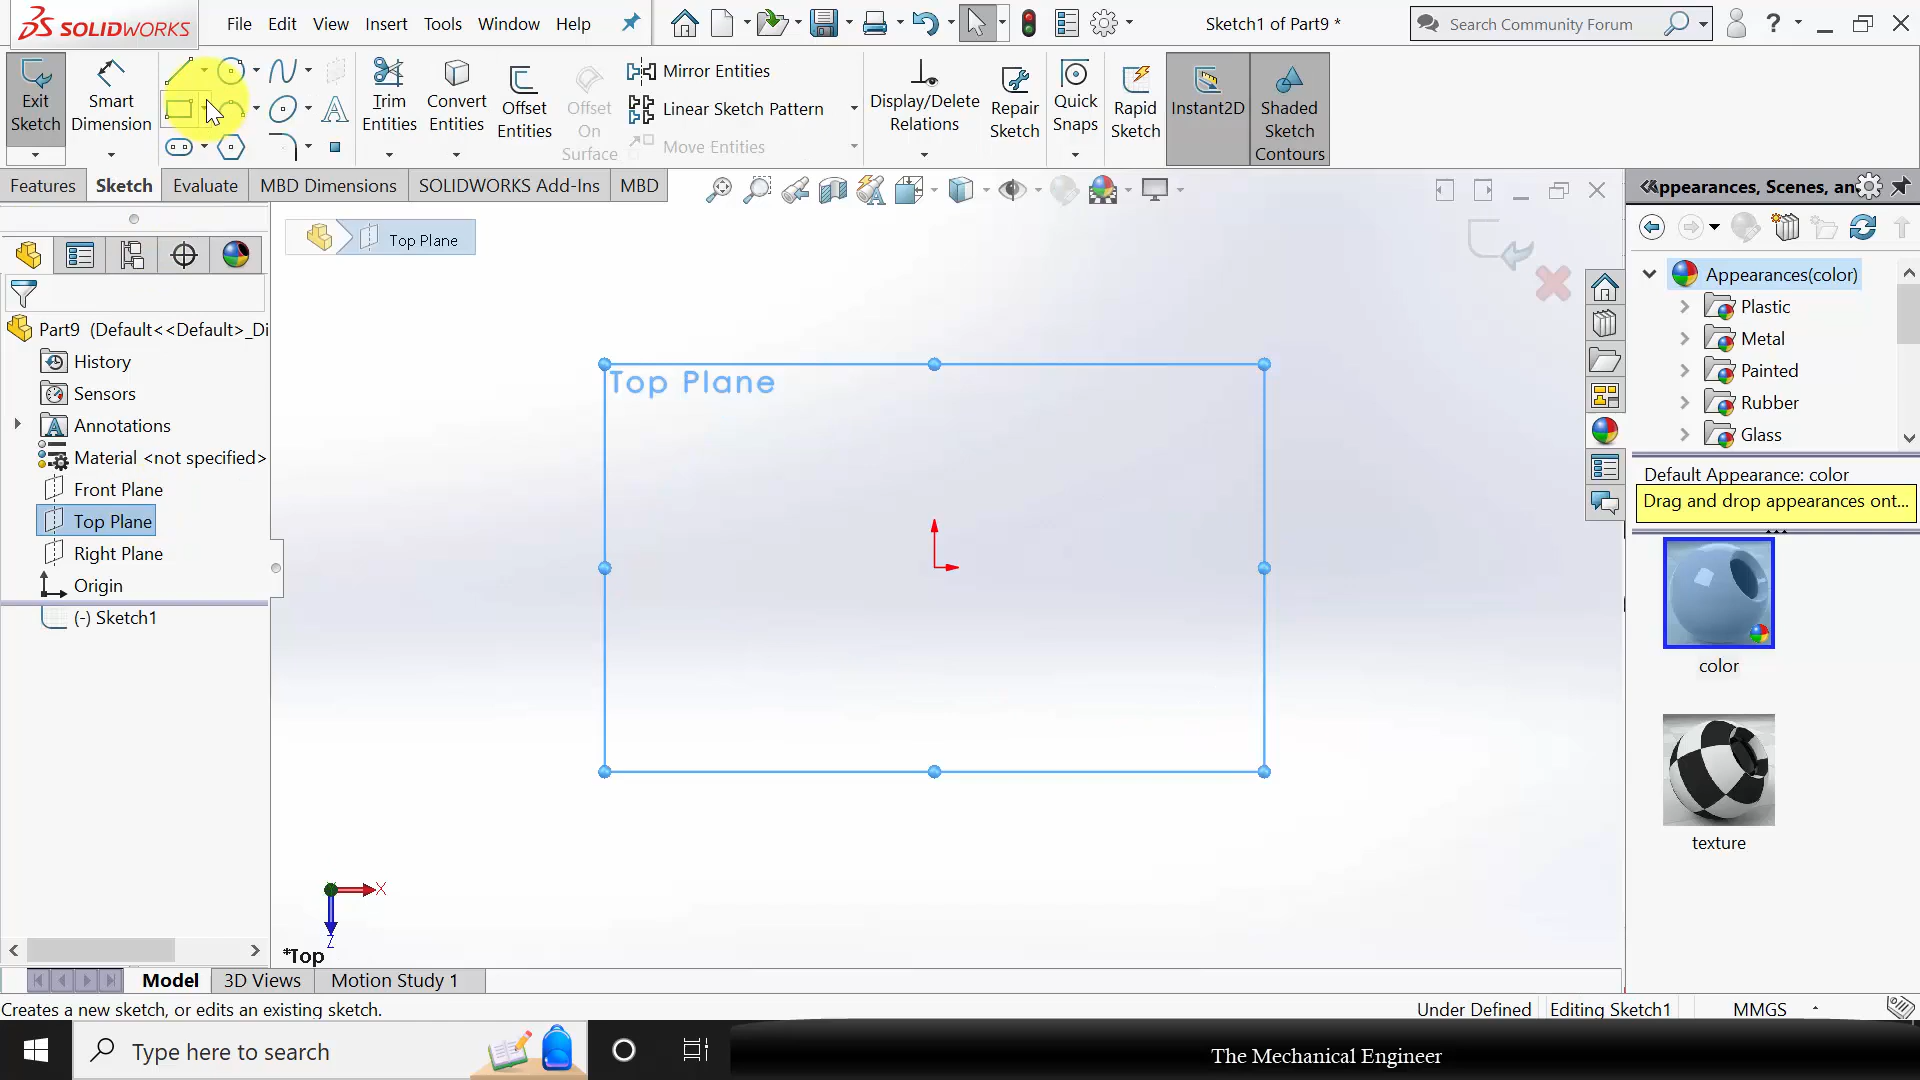 SOLIDWORKS File Edit View Insert Tools Window Help Sketch1 of Part9 * Search Community Forum ?
Exit Sketch
Smart Dimension
Trim Entities
Convert Entities
Offset Entities
Offset On Surface
Mirror Entities
Linear Sketch Pattern
Move Entities
Display/Delete Relations
Repair Sketch
Quick Snaps
Rapid Sketch
Instant2D
Shaded Sketch Contours
Features Sketch Evaluate MBD Dimensions SOLIDWORKS Add-Ins MBD
Appearances, Scenes, an
Top Plane
Part9 (Default<<Default>_Di
History
Sensors
Annotations
Material <not specified>
Front Plane
Top Plane
Right Plane
Origin
(-) Sketch1
Top Plane
X
Z
*Top
Appearances(color)
Plastic
Metal
Painted
Rubber
Glass
Default Appearance: color
Drag and drop appearances ont...
color
texture
Model 3D Views Motion Study 1
Creates a new sketch, or edits an existing sketch. Under Defined Editing Sketch1 MMGS
Type here to search
The Mechanical Engineer